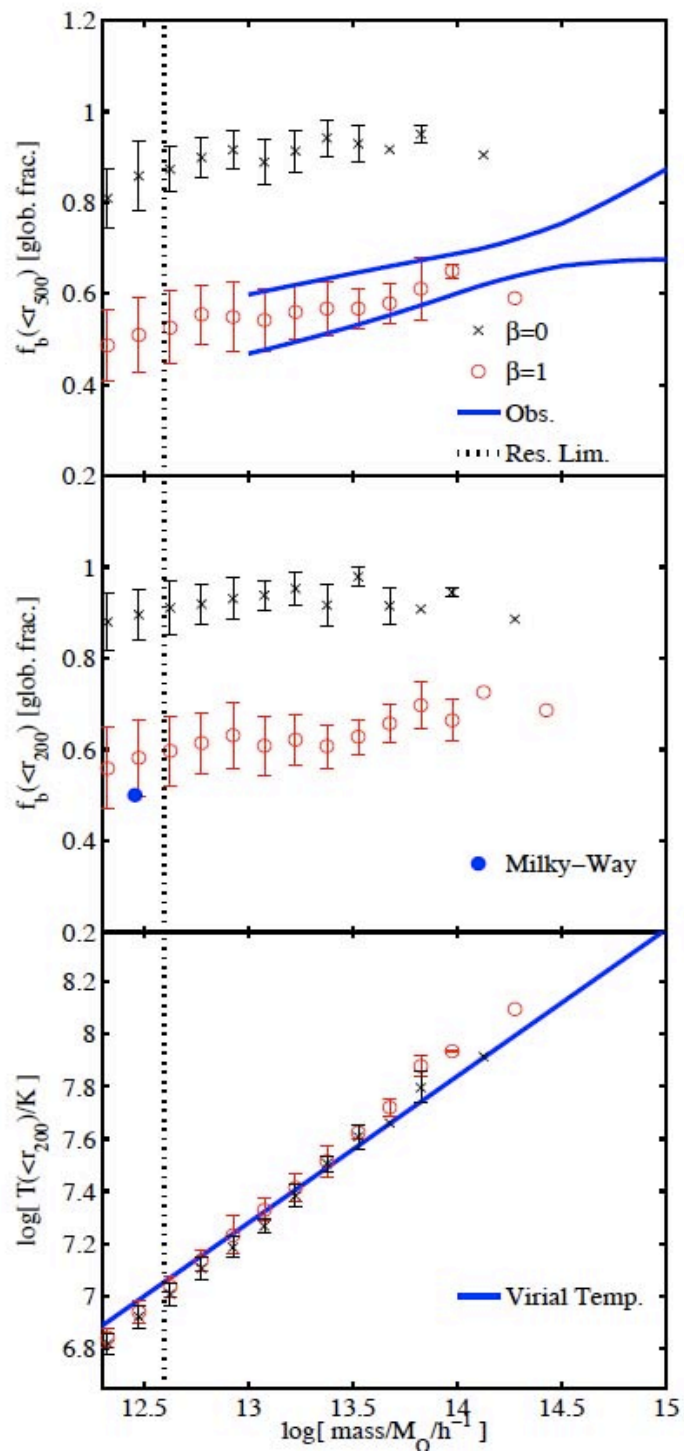 1.2
1
0.8
0.6
0.4
0.2
f_b(<r_500) [glob. frac.]
× β=0
○ β=1
Obs.
Res. Lim.
1
0.8
0.6
0.4
0.2
f_b(<r_200) [glob. frac.]
Milky-Way
8.2
8
7.8
7.6
7.4
7.2
7
6.8
log[ T(<r_200)/K ]
Virial Temp.
12.5 13 13.5 14 14.5 15
log[ mass/M_O/h^-1 ]